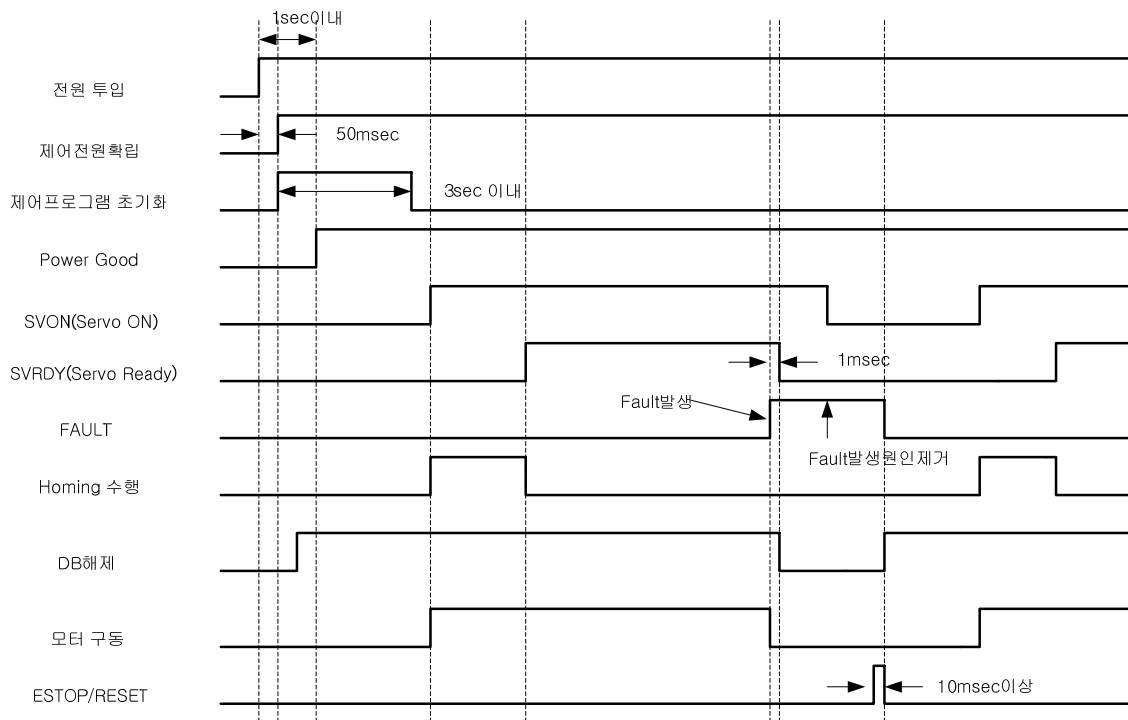 1sec이내
전원 투입
50msec
제어전원확립
제어프로그램 초기화
3sec 이내
Power Good
SVON(Servo ON)
1msec
SVRDY(Servo Ready)
Fault발생
FAULT
Fault발생원인제거
Homing 수행
DB해제
모터 구동
ESTOP/RESET
10msec이상